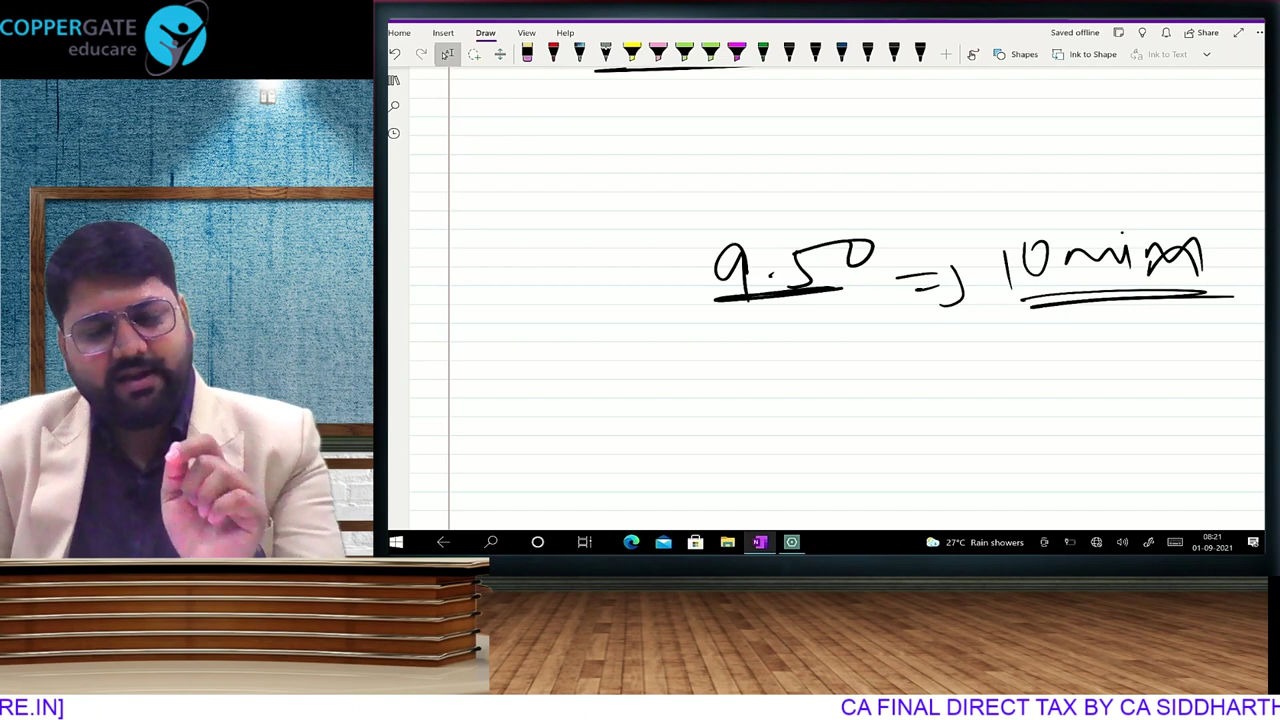 COPPERGATE
educare
Home Insert Draw View Help
Saved offline
Share
Shapes
Ink to Shape
Ink to Text
9.50 => 10 min
27°C Rain showers
08:21
01-09-2021
RE.IN]
CA FINAL DIRECT TAX BY CA SIDDHARTH